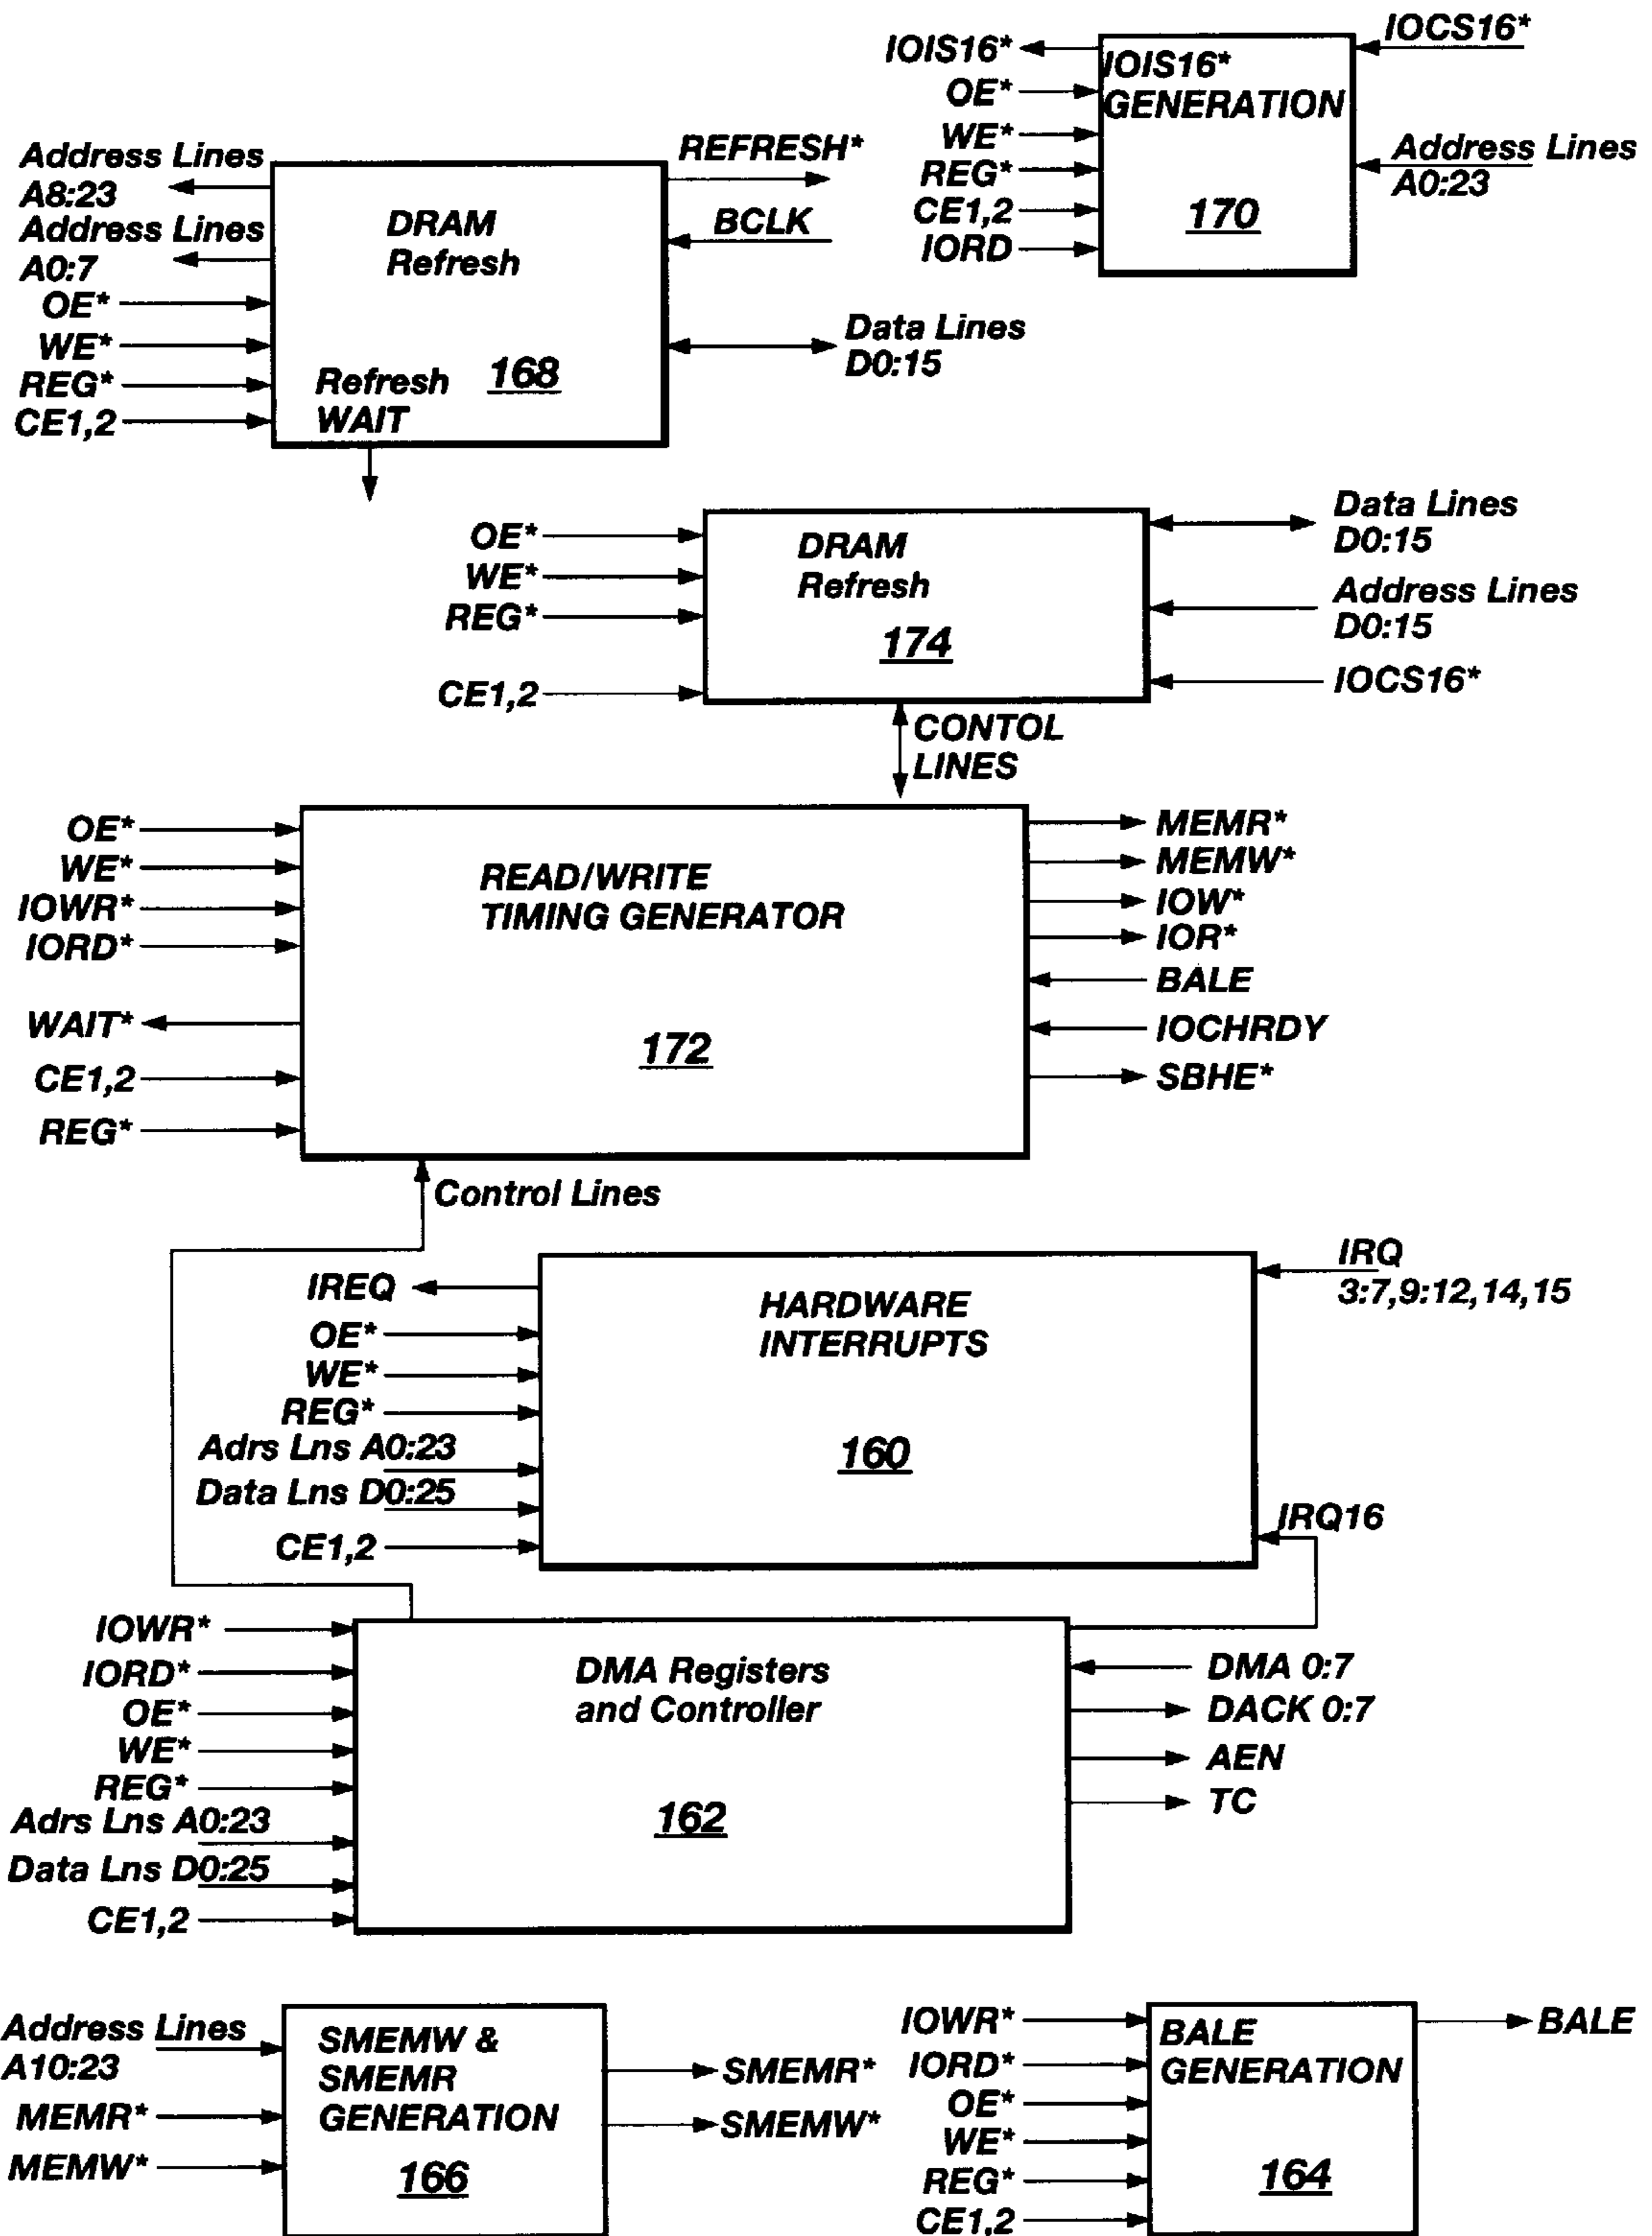 IOIS16*
OE*
WE*
REG*
CE1,2
IORD
IOIS16*
GENERATION
170
IOCS16*
Address Lines
A0:23
Address Lines
A8:23
Address Lines
A0:7
OE*
WE*
REG*
CE1,2
DRAM
Refresh
Refresh
WAIT
168
REFRESH*
BCLK
Data Lines
D0:15
OE*
WE*
REG*
CE1,2
DRAM
Refresh
174
Data Lines
D0:15
Address Lines
D0:15
IOCS16*
CONTOL
LINES
OE*
WE*
IOWR*
IORD*
WAIT*
CE1,2
REG*
READ/WRITE
TIMING GENERATOR
172
MEMR*
MEMW*
IOW*
IOR*
BALE
IOCHRDY
SBHE*
Control Lines
IREQ
OE*
WE*
REG*
Adrs Lns A0:23
Data Lns D0:25
CE1,2
HARDWARE
INTERRUPTS
160
IRQ
3:7,9:12,14,15
IRQ16
IOWR*
IORD*
OE*
WE*
REG*
Adrs Lns A0:23
Data Lns D0:25
CE1,2
DMA Registers
and Controller
162
DMA 0:7
DACK 0:7
AEN
TC
Address Lines
A10:23
MEMR*
MEMW*
SMEMW &
SMEMR
GENERATION
166
SMEMR*
SMEMW*
IOWR*
IORD*
OE*
WE*
REG*
CE1,2
BALE
GENERATION
164
BALE